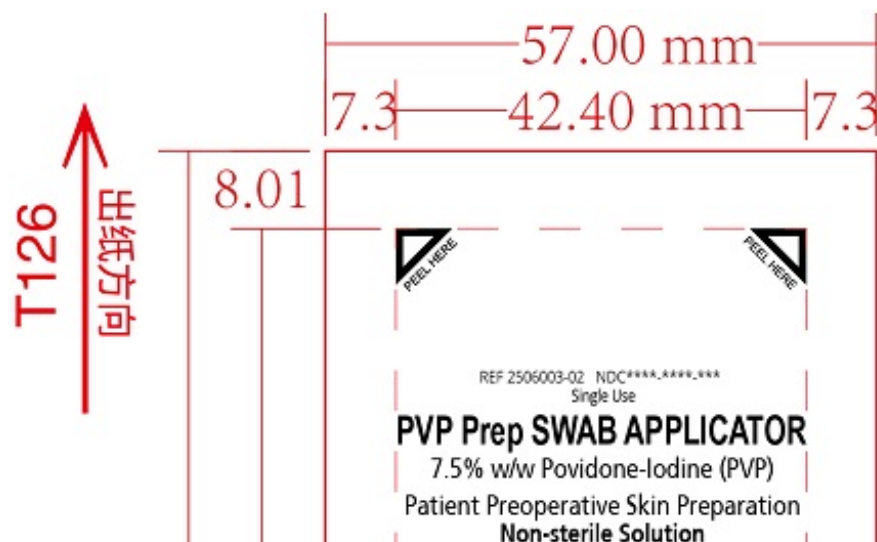 57.00 mm
7.3 42.40 mm 7.3
8.01
T126
出纸方向
PEEL HERE
PEEL HERE
REF 2506003-02 NDC****-****-***
Single Use
PVP Prep SWAB APPLICATOR
7.5% w/w Povidone-Iodine (PVP)
Patient Preoperative Skin Preparation
Non-sterile Solution